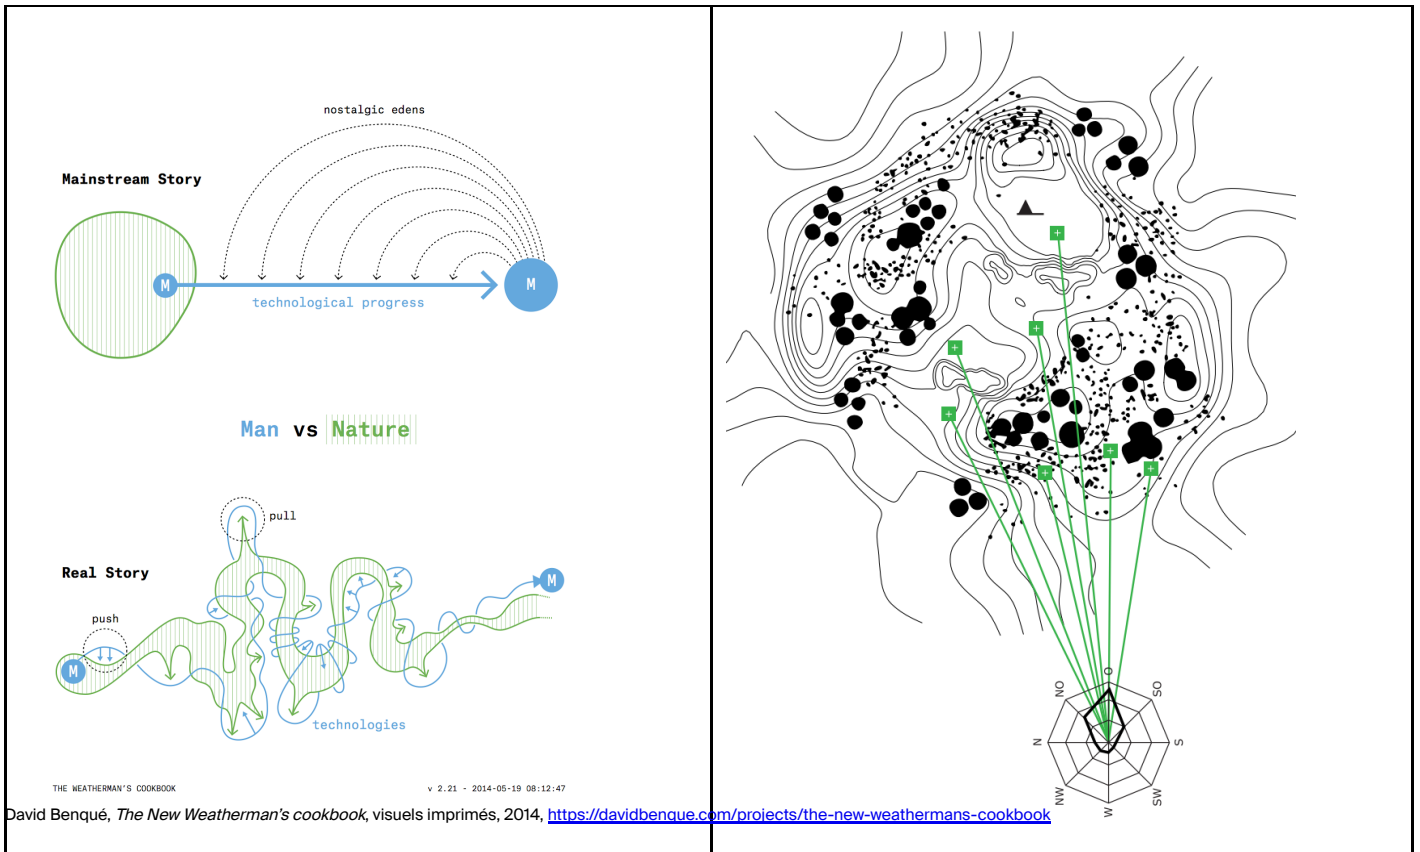 nostalgic edens
Mainstream Story
M
M
technological progress
Man vs Nature
pull
Real Story
M
push
M
technologies
THE WEATHERMAN'S COOKBOOK
v 2.21 - 2014-05-19 08:12:47
O
NO
SO
N
S
NW
SW
W
David Benqué, The New Weatherman's cookbook, visuels imprimés, 2014, https://davidbenque.com/projects/the-new-weathermans-cookbook